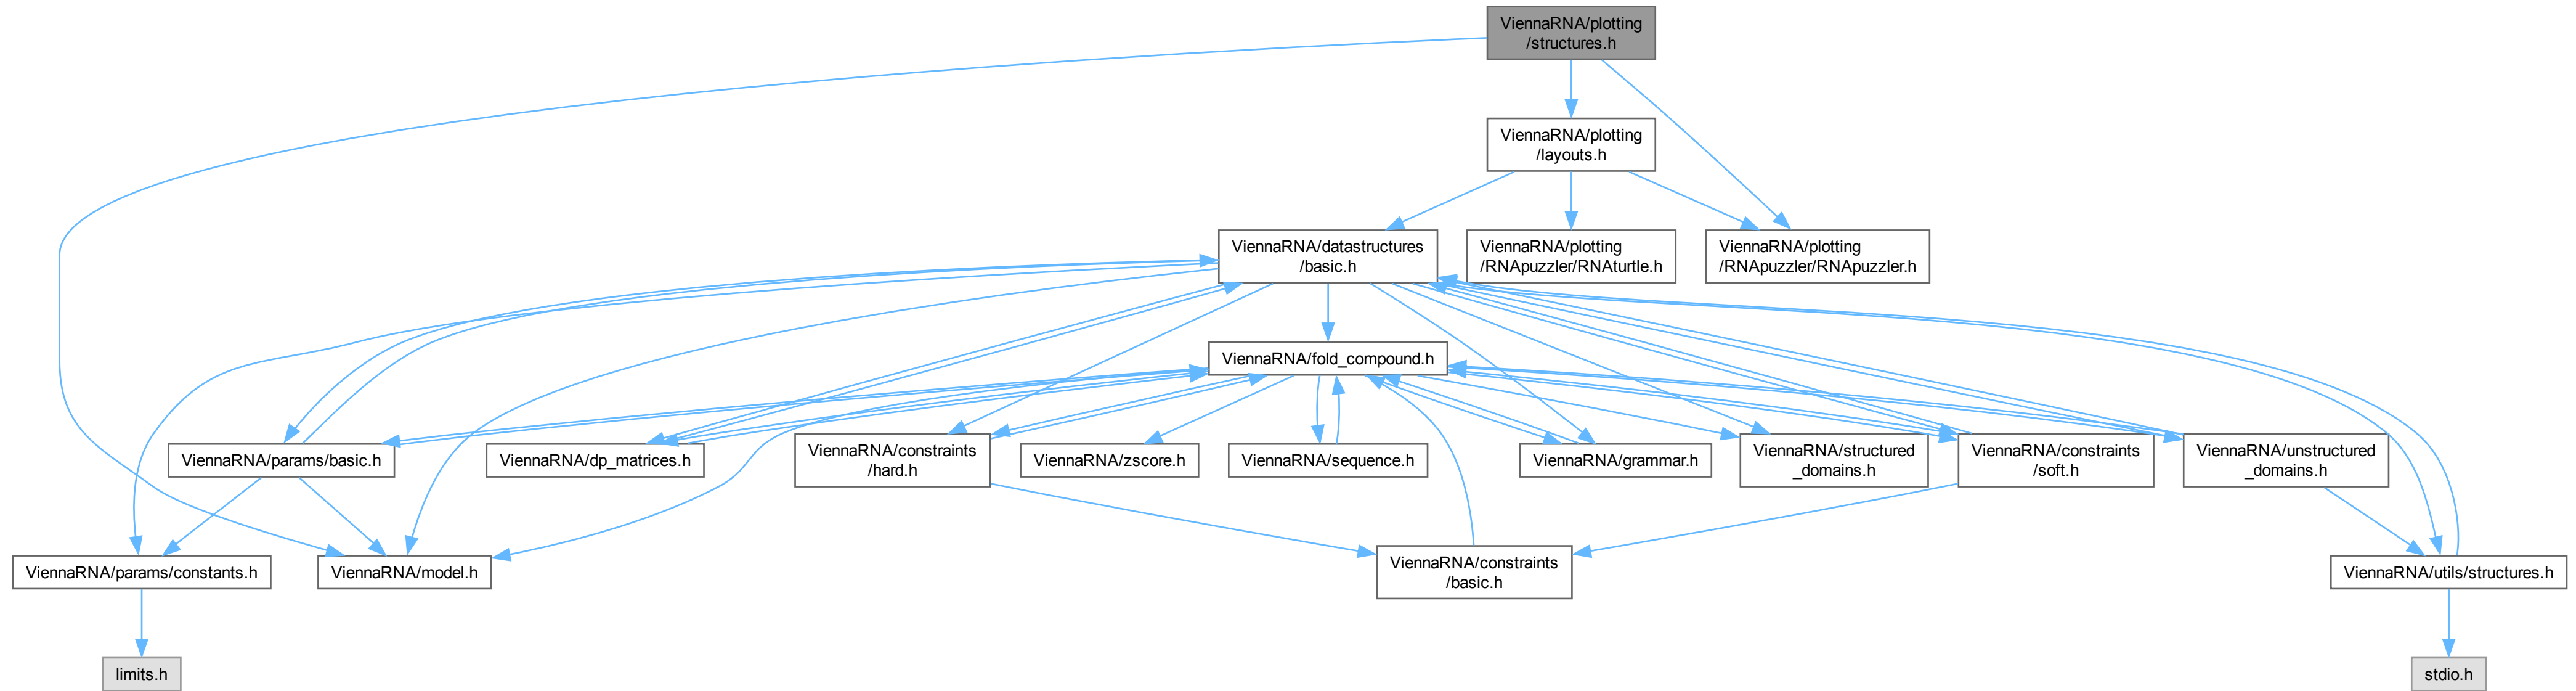 ViennaRNA/plotting
/structures.h
ViennaRNA/plotting
/layouts.h
ViennaRNA/datastructures
/basic.h
ViennaRNA/plotting
/RNApuzzler/RNAturtle.h
ViennaRNA/plotting
/RNApuzzler/RNApuzzler.h
ViennaRNA/fold_compound.h
ViennaRNA/params/basic.h
ViennaRNA/dp_matrices.h
ViennaRNA/constraints
/hard.h
ViennaRNA/zscore.h
ViennaRNA/sequence.h
ViennaRNA/grammar.h
ViennaRNA/structured
_domains.h
ViennaRNA/constraints
/soft.h
ViennaRNA/unstructured
_domains.h
ViennaRNA/params/constants.h
ViennaRNA/model.h
ViennaRNA/constraints
/basic.h
ViennaRNA/utils/structures.h
limits.h
stdio.h